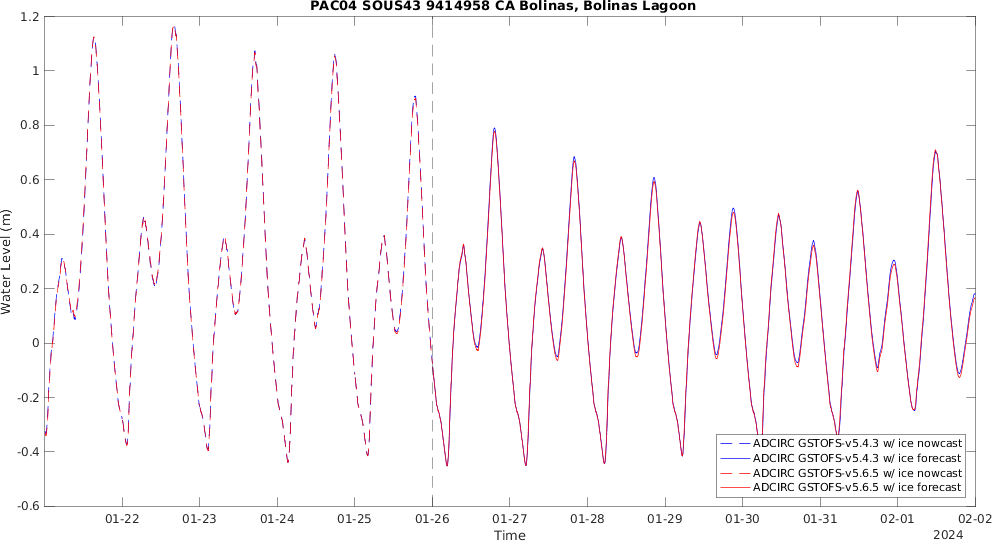 PAC04 SOUS43 9414958 CA Bolinas, Bolinas Lagoon
1.2
1
0.8
0.6
0.4
0.2
0
-0.2
-0.4
-0.6
Water Level (m)
ADCIRC GSTOFS-v5.4.3 w/ ice nowcast
ADCIRC GSTOFS-v5.4.3 w/ ice forecast
ADCIRC GSTOFS-v5.6.5 w/ ice nowcast
ADCIRC GSTOFS-v5.6.5 w/ ice forecast
01-22 01-23 01-24 01-25 01-26 01-27 01-28 01-29 01-30 01-31 02-01 02-02
Time
2024